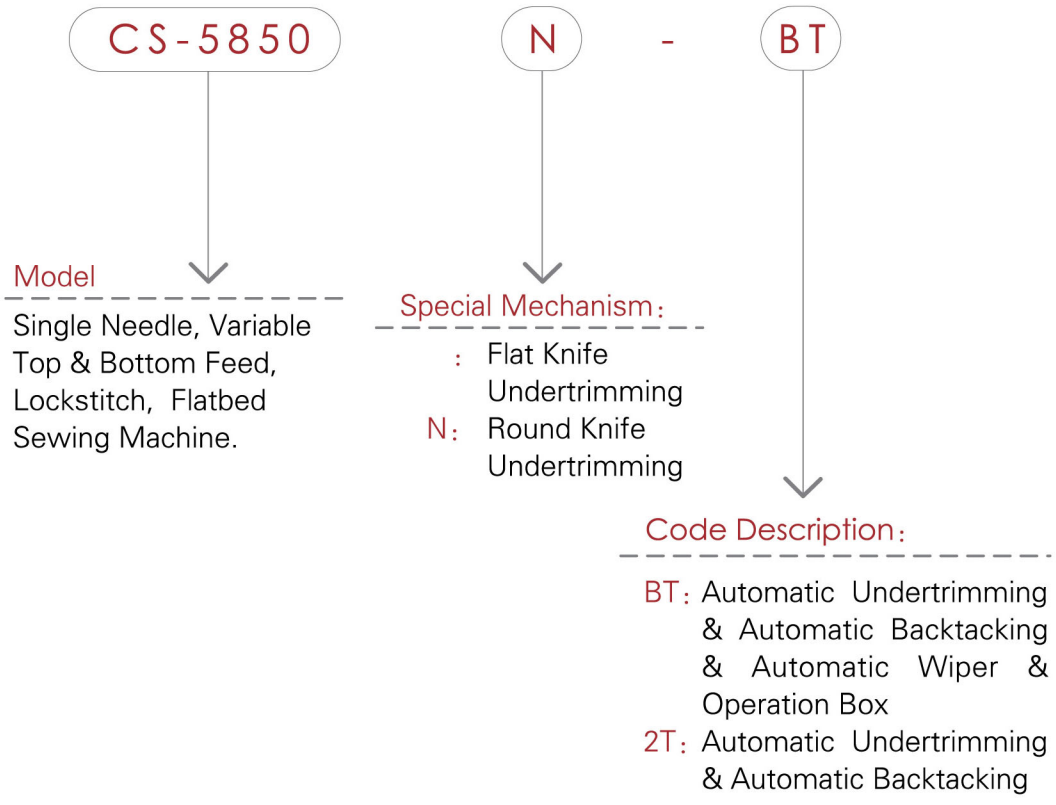 CS-5850 N - BT
Model
Single Needle, Variable
Top & Bottom Feed,
Lockstitch, Flatbed
Sewing Machine.
Special Mechanism:
: Flat Knife
Undertrimming
N: Round Knife
Undertrimming
Code Description:
BT: Automatic Undertrimming
& Automatic Backtacking
& Automatic Wiper &
Operation Box
2T: Automatic Undertrimming
& Automatic Backtacking